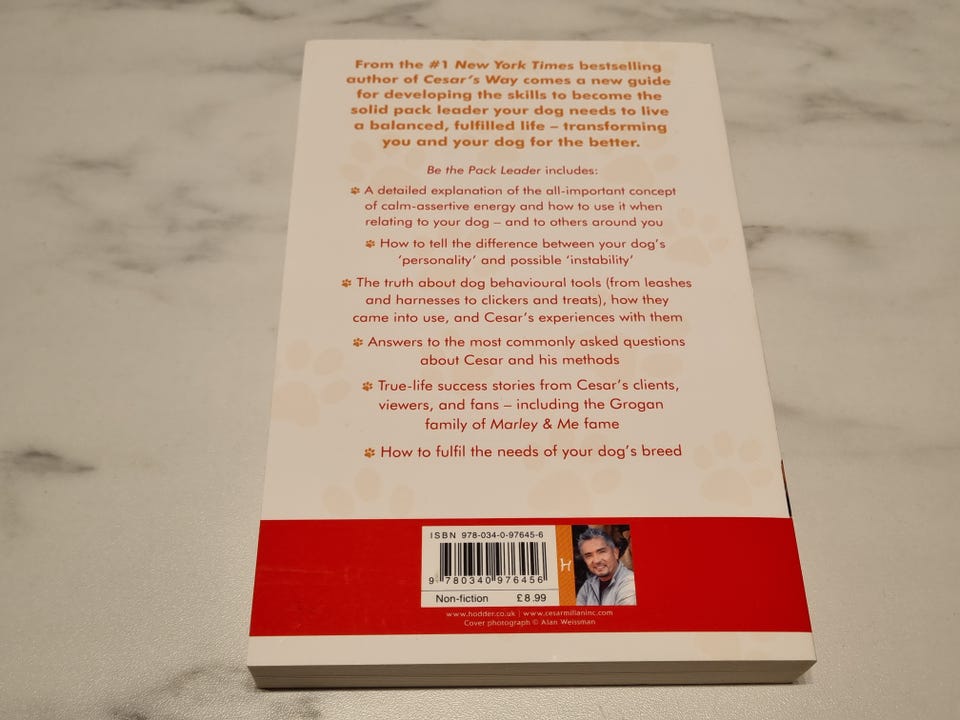 From the #1 New York Times bestselling
author of Cesar's Way comes a new guide
for developing the skills to become the
solid pack leader your dog needs to live
a balanced, fulfilled life – transforming
you and your dog for the better.
Be the Pack Leader includes:
A detailed explanation of the all-important concept
of calm-assertive energy and how to use it when
relating to your dog – and to others around you
How to tell the difference between your dog's
'personality' and possible 'instability'
The truth about dog behavioural tools (from leashes
and harnesses to clickers and treats), how they
came into use, and Cesar's experiences with them
Answers to the most commonly asked questions
about Cesar and his methods
True-life success stories from Cesar's clients,
viewers, and fans – including the Grogan
family of Marley & Me fame
How to fulfil the needs of your dog's breed
ISBN 978-034-0-97645-6
9 780340 976456
Non-fiction £8.99
H
www.hodder.co.uk | www.cesarmillaninc.com
Cover photograph © Alan Weissman